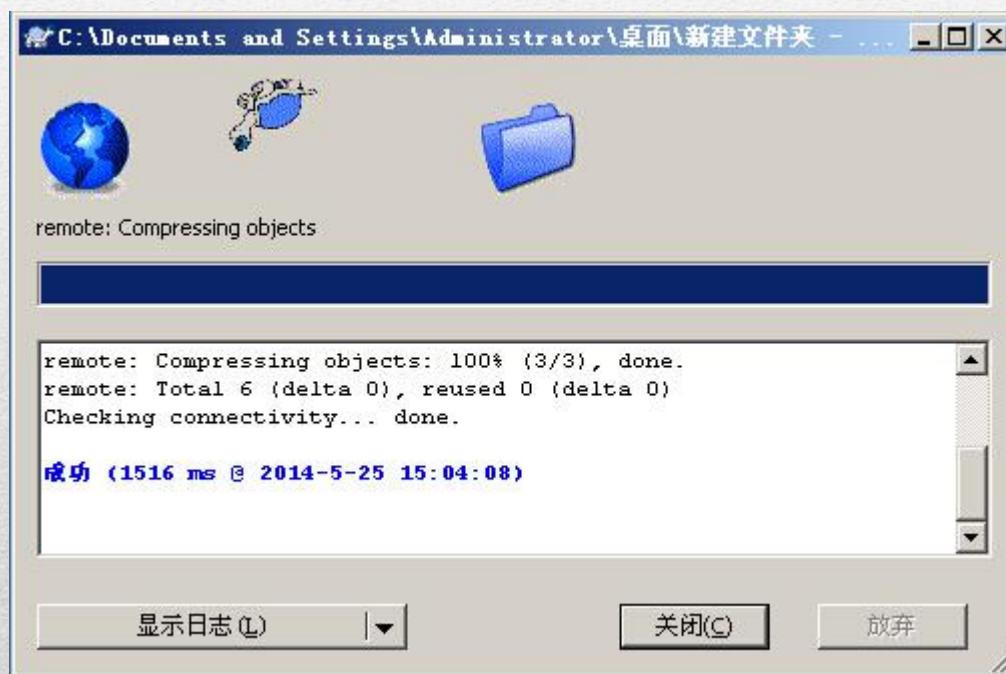 C:\Documents and Settings\Administrator\桌面\新建文件夹 - ...
remote: Compressing objects
remote: Compressing objects: 100% (3/3), done.
remote: Total 6 (delta 0), reused 0 (delta 0)
Checking connectivity... done.
成功 (1516 ms @ 2014-5-25 15:04:08)
显示日志(L)
关闭(C)
放弃